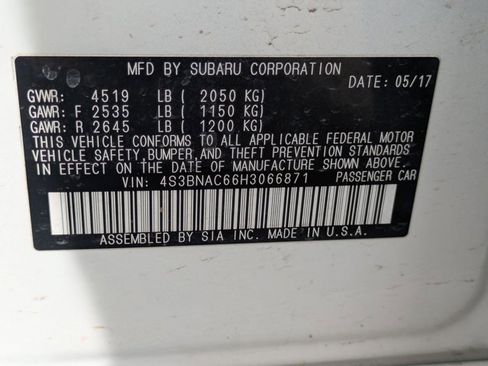 MFD BY SUBARU CORPORATION
DATE: 05/17
GVWR: 4519 LB ( 2050 KG)
GAWR: F 2535 LB ( 1150 KG)
GAWR: R 2645 LB ( 1200 KG)
THIS VEHICLE CONFORMS TO ALL APPLICABLE FEDERAL MOTOR
VEHICLE SAFETY, BUMPER, AND THEFT PREVENTION STANDARDS
IN EFFECT ON THE DATE OF MANUFACTURE SHOWN ABOVE.
VIN: 4S3BNAC66H3066871 PASSENGER CAR
ASSEMBLED BY SIA INC. MADE IN U.S.A.